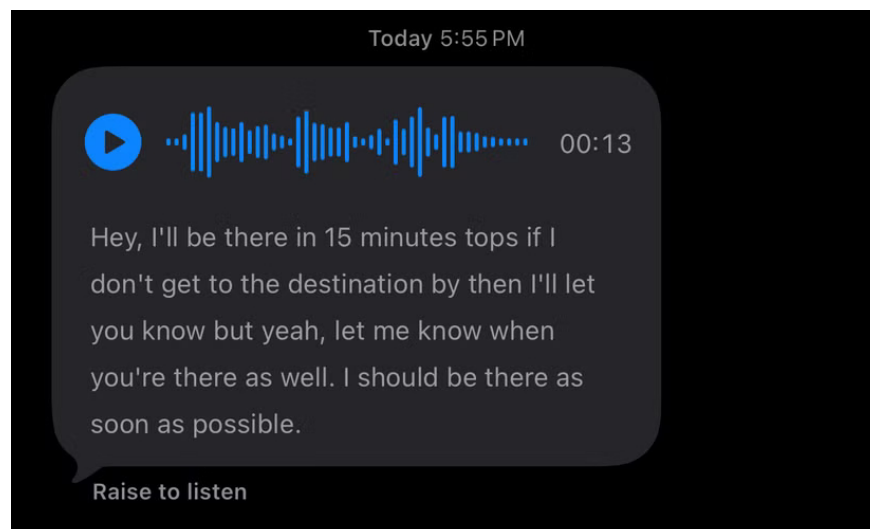 Today 5:55 PM
00:13
Hey, I'll be there in 15 minutes tops if I
don't get to the destination by then I'll let
you know but yeah, let me know when
you're there as well. I should be there as
soon as possible.
Raise to listen